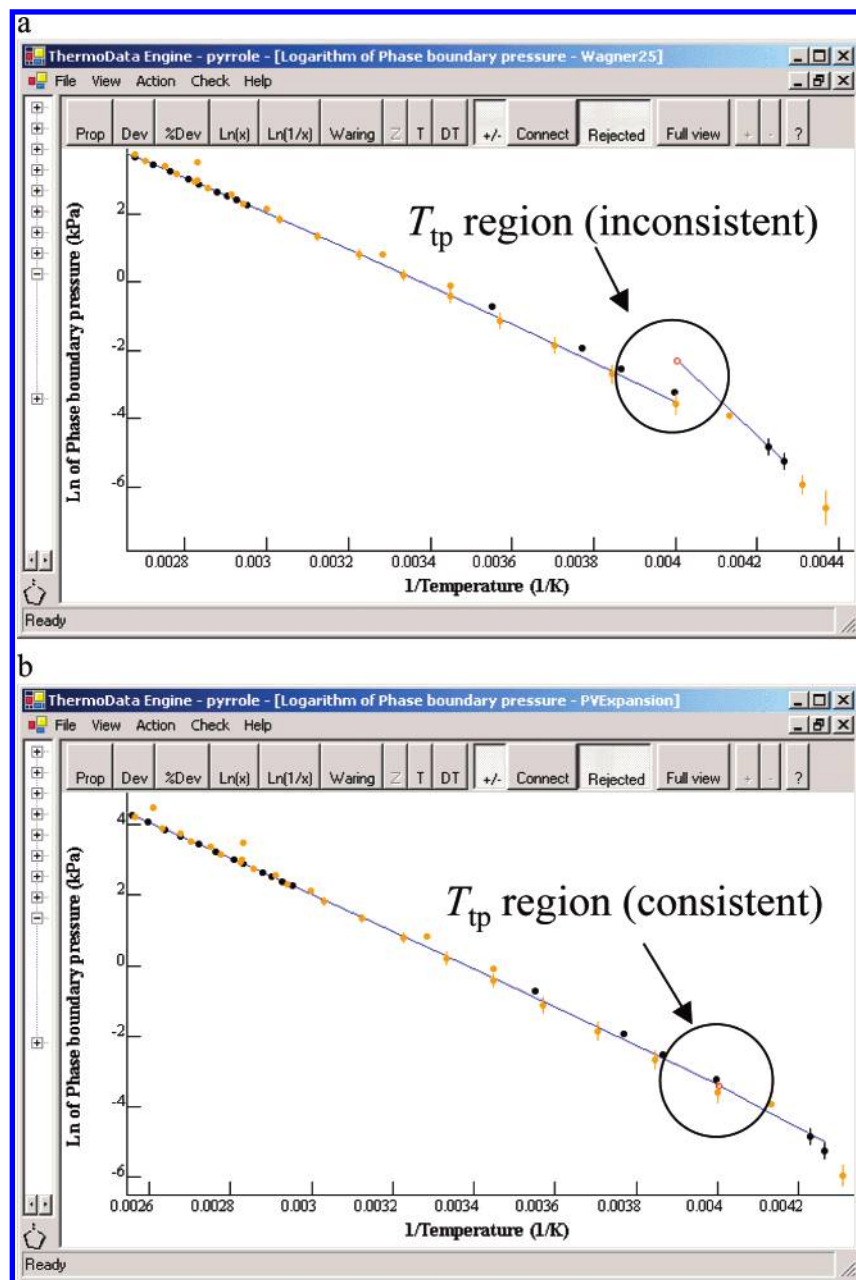 a
ThermoData Engine - pyrrole - [Logarithm of Phase boundary pressure - Wagner25]
File View Action Check Help
Prop Dev %Dev Ln(x) Ln(1/x) Waring Z T DT +/- Connect Rejected Full view + - ?
Ln of Phase boundary pressure (kPa)
2
0
-2
-4
-6
Ttp region (inconsistent)
0.0028 0.003 0.0032 0.0034 0.0036 0.0038 0.004 0.0042 0.0044
1/Temperature (1/K)
Ready
b
ThermoData Engine - pyrrole - [Logarithm of Phase boundary pressure - PVExpansion]
File View Action Check Help
Prop Dev %Dev Ln(x) Ln(1/x) Waring Z T DT +/- Connect Rejected Full view + - ?
Ln of Phase boundary pressure (kPa)
4
2
0
-2
-4
-6
Ttp region (consistent)
0.0026 0.0028 0.003 0.0032 0.0034 0.0036 0.0038 0.004 0.0042
1/Temperature (1/K)
Ready